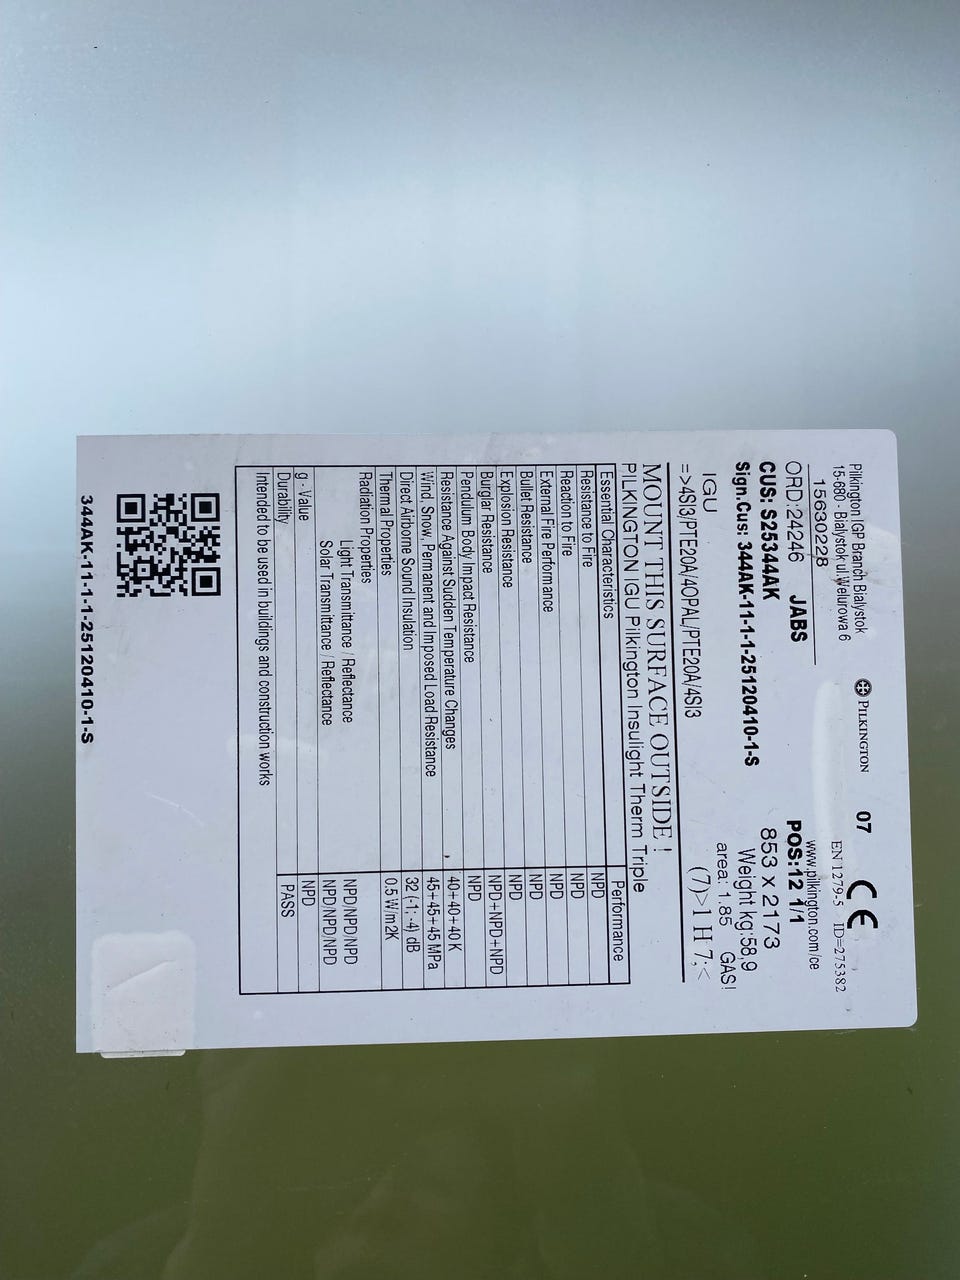 Pilkington IGP Branch Bialystok
15-680 - Bialystok ul.Welurowa 6
PILKINGTON
07
CE
EN 1279-5 ID=275382
www.pilkington.com/ce
15630228
ORD:24246 JABS
POS:12 1/1
CUS: S25344AK
853 x 2173
Sign.Cus: 344AK-11-1-1-25120410-1-S
Weight kg:58,9
IGU
area: 1.85 GAS!
=>4SI3/PTE20A/4OPAL/PTE20A/4SI3
(7)>1 H 7;<
MOUNT THIS SURFACE OUTSIDE !
PILKINGTON IGU Pilkington Insulight Therm Triple
Essential Characteristics Performance
Resistance to Fire NPD
Reaction to Fire NPD
External Fire Performance NPD
Bullet Resistance NPD
Explosion Resistance NPD
Burglar Resistance NPD+NPD+NPD
Pendulum Body Impact Resistance NPD
Resistance Against Sudden Temperature Changes 40+40+40 K
Wind, Snow, Permanent and Imposed Load Resistance 45+45+45 MPa
Direct Airborne Sound Insulation 32 (-1; -4) dB
Thermal Properties 0.5 W/m2K
Radiation Properties
Light Transmittance / Reflectance NPD/NPD/NPD
Solar Transmittance / Reflectance NPD/NPD/NPD
g - Value NPD
Durability PASS
Intended to be used in buildings and construction works
344AK-11-1-1-25120410-1-S